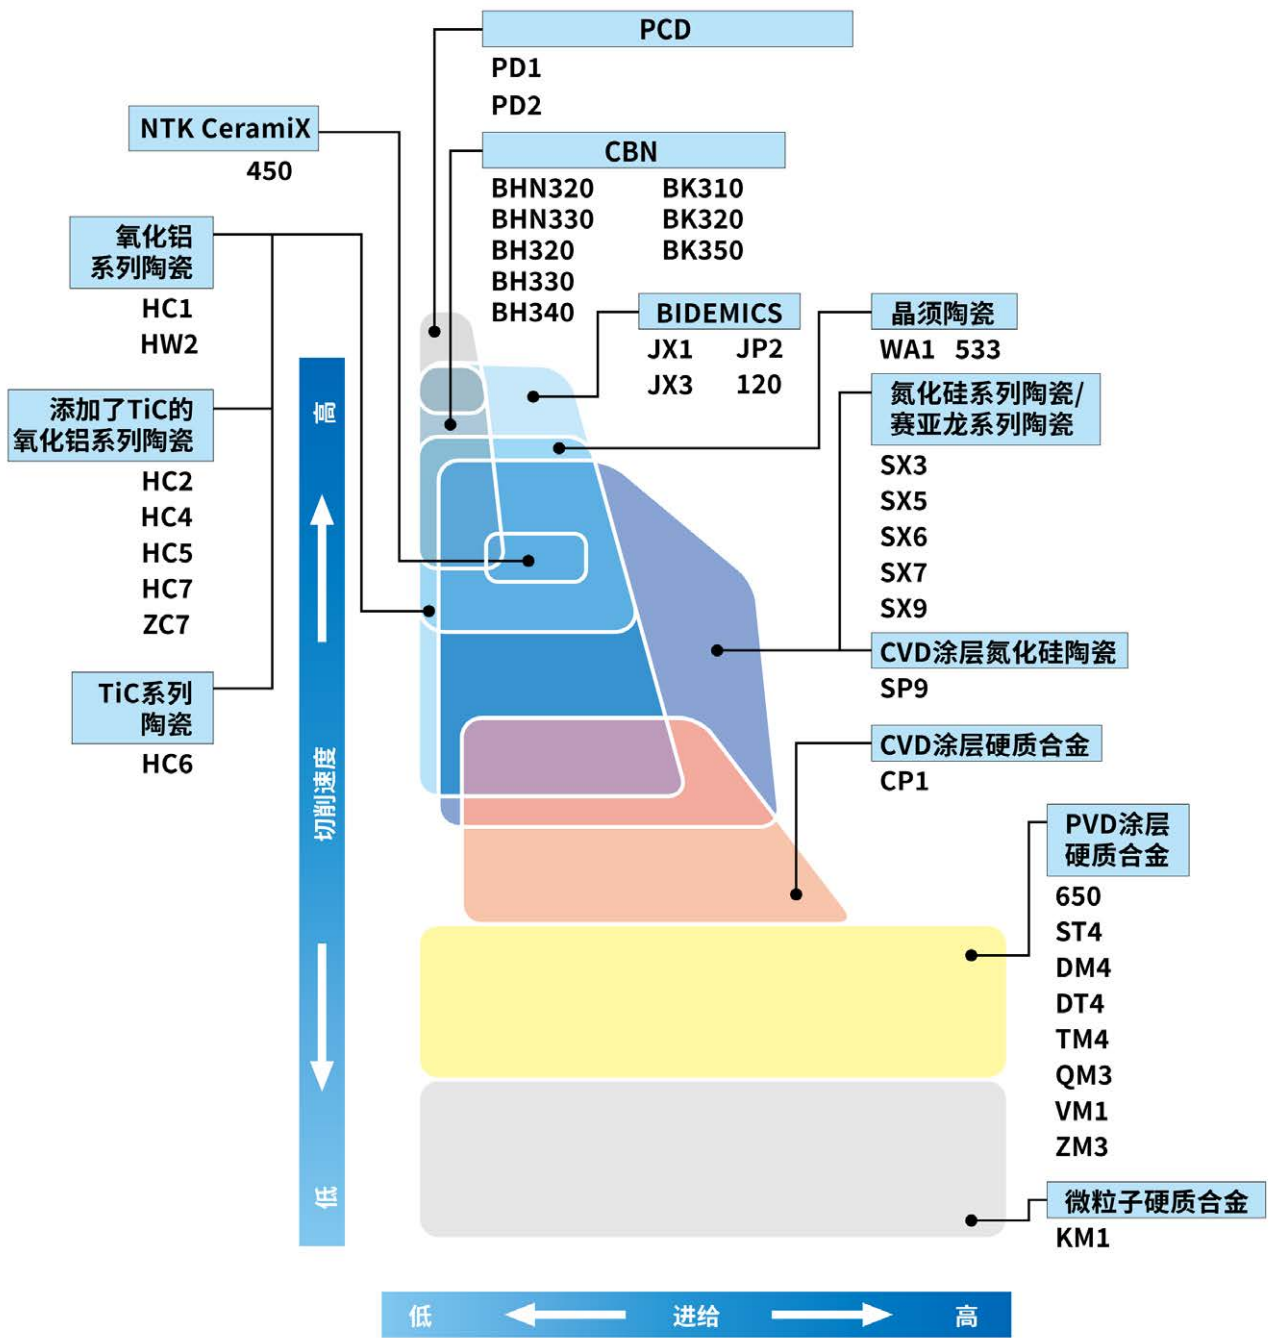 PCD
PD1
PD2
NTK CeramiX
450
CBN
BHN320 BK310
BHN330 BK320
BH320 BK350
BH330
BH340
氧化铝
系列陶瓷
HC1
HW2
BIDEMICS
JX1 JP2
JX3 120
晶须陶瓷
WA1 533
添加了TiC的
氧化铝系列陶瓷
HC2
HC4
HC5
HC7
ZC7
氮化硅系列陶瓷/
赛亚龙系列陶瓷
SX3
SX5
SX6
SX7
SX9
CVD涂层氮化硅陶瓷
SP9
TiC系列
陶瓷
HC6
CVD涂层硬质合金
CP1
PVD涂层
硬质合金
650
ST4
DM4
DT4
TM4
QM3
VM1
ZM3
微粒子硬质合金
KM1
高
切削速度
低
低 进给 高